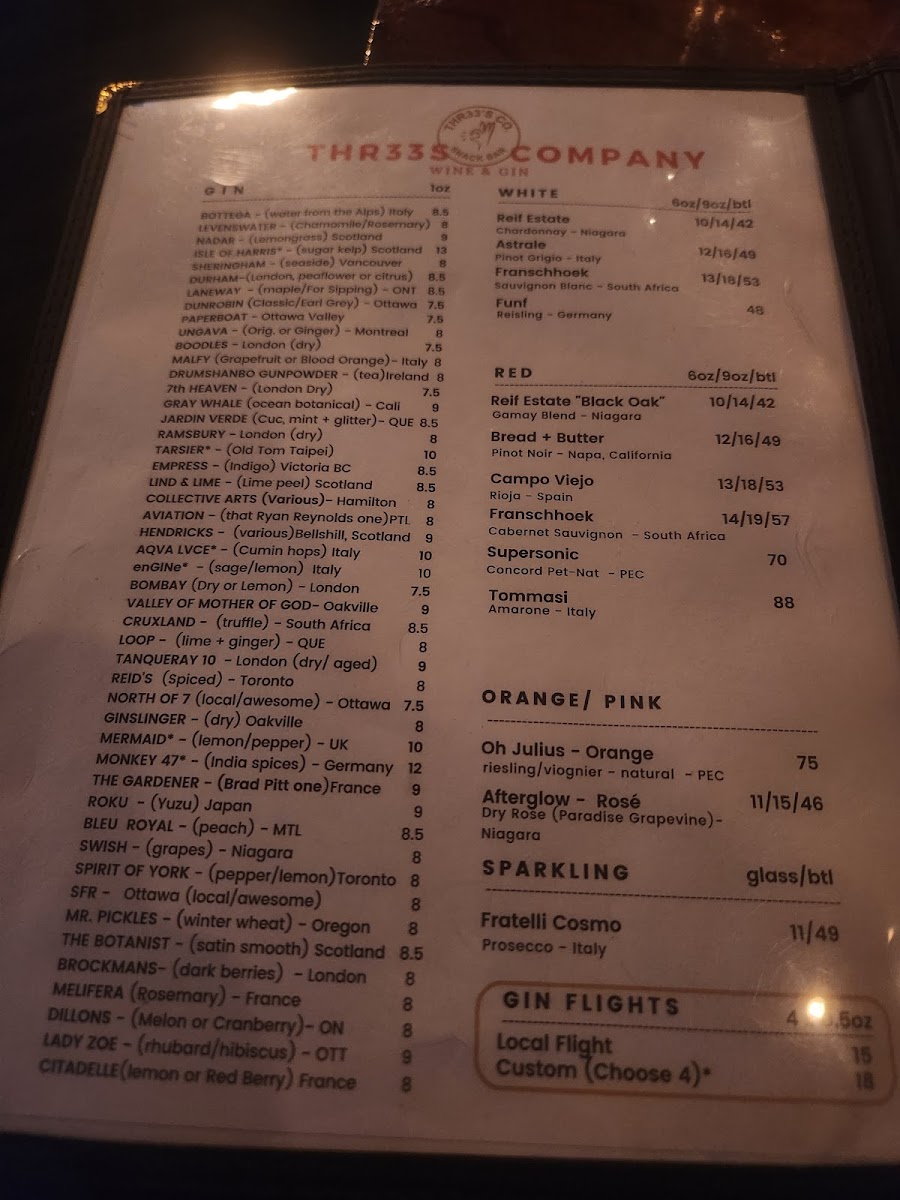 THR33'S CO.
SNACK BAR
THR33S COMPANY
WINE & GIN
GIN 1oz
BOTTEGA - (water from the Alps) Italy 8.5
LEVENSWATER - (Chamomile/Rosemary) 8
NADAR - (Lemongrass) Scotland 9
ISLE OF HARRIS* - (sugar kelp) Scotland 13
SHERINGHAM - (seaside) Vancouver 8
DURHAM-(London, peaflower or citrus) 8.5
LANEWAY - (maple/For Sipping) - ONT 8.5
DUNROBIN (Classic/Earl Grey) - Ottawa 7.5
PAPERBOAT - Ottawa Valley 7.5
UNGAVA - (Orig. or Ginger) - Montreal 8
BOODLES - London (dry) 7.5
MALFY (Grapefruit or Blood Orange)- Italy 8
DRUMSHANBO GUNPOWDER - (tea)Ireland 8
7th HEAVEN - (London Dry) 7.5
GRAY WHALE (ocean botanical) - Cali 9
JARDIN VERDE (Cuc, mint + glitter)- QUE 8.5
RAMSBURY - London (dry) 8
TARSIER* - (Old Tom Taipei) 10
EMPRESS - (Indigo) Victoria BC 8.5
LIND & LIME - (Lime peel) Scotland 8.5
COLLECTIVE ARTS (Various)- Hamilton 8
AVIATION - (that Ryan Reynolds one)PTL 8
HENDRICKS - (various)Bellshill, Scotland 9
AQVA LVCE* - (Cumin hops) Italy 10
enGINe* - (sage/lemon) Italy 10
BOMBAY (Dry or Lemon) - London 7.5
VALLEY OF MOTHER OF GOD- Oakville 9
CRUXLAND - (truffle) - South Africa 8.5
LOOP - (lime + ginger) - QUE 8
TANQUERAY 10 - London (dry/ aged) 9
REID'S (Spiced) - Toronto 8
NORTH OF 7 (local/awesome) - Ottawa 7.5
GINSLINGER - (dry) Oakville 8
MERMAID* - (lemon/pepper) - UK 10
MONKEY 47* - (India spices) - Germany 12
THE GARDENER - (Brad Pitt one)France 9
ROKU - (Yuzu) Japan 9
BLEU ROYAL - (peach) - MTL 8.5
SWISH - (grapes) - Niagara 8
SPIRIT OF YORK - (pepper/lemon)Toronto 8
SFR - Ottawa (local/awesome) 8
MR. PICKLES - (winter wheat) - Oregon 8
THE BOTANIST - (satin smooth) Scotland 8.5
BROCKMANS- (dark berries) - London 8
MELIFERA (Rosemary) - France 8
DILLONS - (Melon or Cranberry)- ON 8
LADY ZOE - (rhubard/hibiscus) - OTT 9
CITADELLE(lemon or Red Berry) France 8
WHITE
6oz/9oz/btl
Reif Estate 10/14/42
Chardonnay - Niagara
Astrale 12/16/49
Pinot Grigio - Italy
Franschhoek 13/18/53
Sauvignon Blanc - South Africa
Funf 48
Reisling - Germany
RED 6oz/9oz/btl
Reif Estate "Black Oak" 10/14/42
Gamay Blend - Niagara
Bread + Butter 12/16/49
Pinot Noir - Napa, California
Campo Viejo 13/18/53
Rioja - Spain
Franschhoek 14/19/57
Cabernet Sauvignon - South Africa
Supersonic 70
Concord Pet-Nat - PEC
Tommasi 88
Amarone - Italy
ORANGE/ PINK
Oh Julius - Orange 75
riesling/viognier - natural - PEC
Afterglow - Rosé 11/15/46
Dry Rose (Paradise Grapevine)-
Niagara
SPARKLING glass/btl
Fratelli Cosmo 11/49
Prosecco - Italy
GIN FLIGHTS 4
Local Flight 15
Custom (Choose 4)* 18